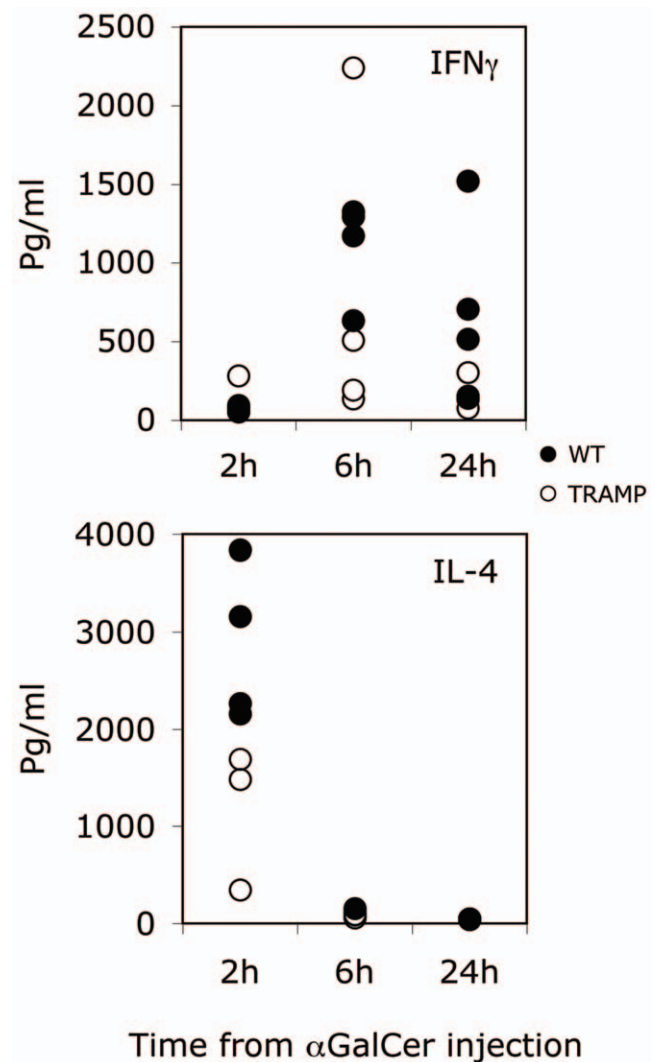 2500
IFNγ
2000
1500
Pg/ml
1000
500
0
2h 6h 24h
WT
TRAMP
4000
IL-4
3000
Pg/ml
2000
1000
0
2h 6h 24h
Time from αGalCer injection